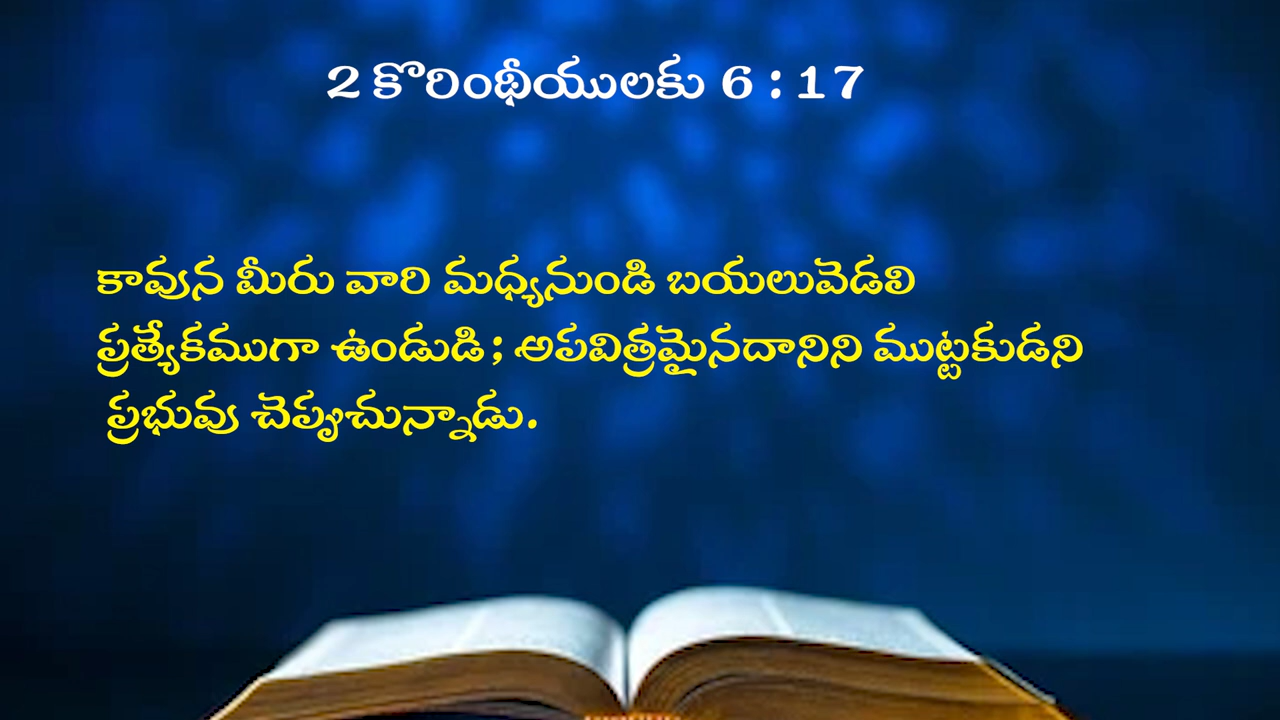 2 కొరింథీయులకు 6 : 17
కావున మీరు వారి మధ్యనుండి బయలువెడలి
ప్రత్యేకముగా ఉండుడి; అపవిత్రమైనదానిని ముట్టకుడని
ప్రభువు చెప్పుచున్నాడు.